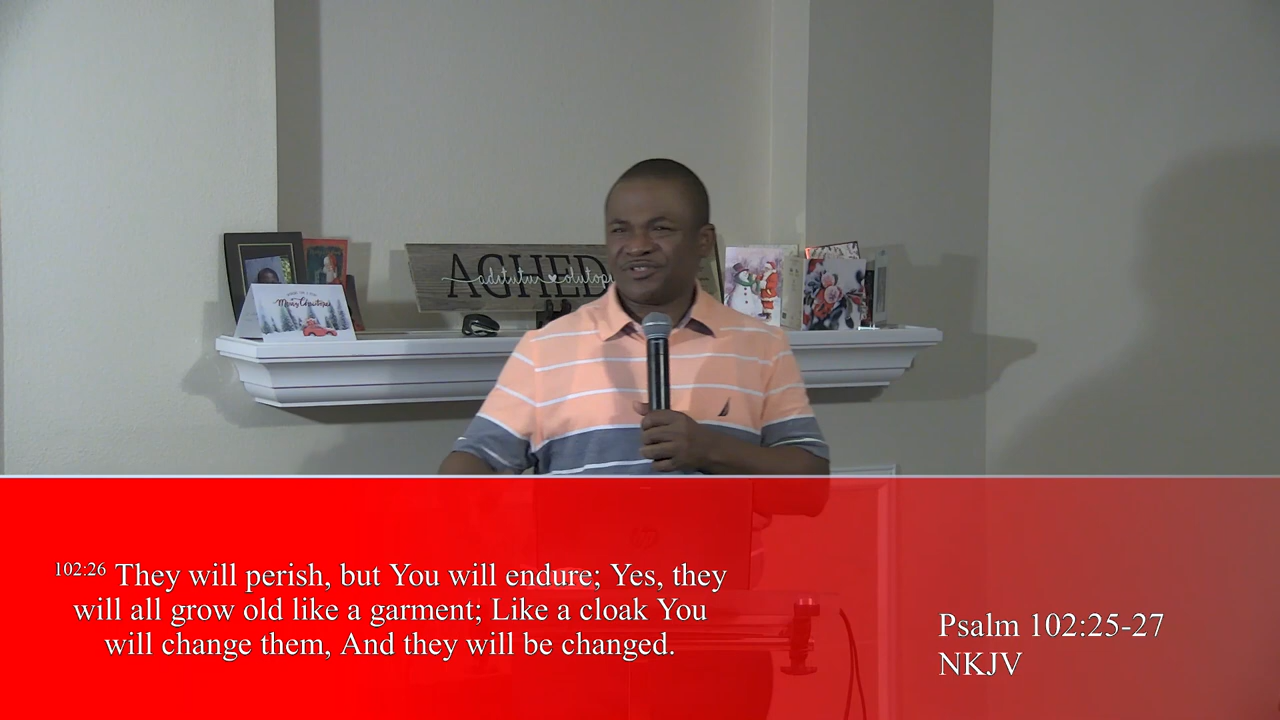 AGHED
Merry Christmas
hp
102:26 They will perish, but You will endure; Yes, they
will all grow old like a garment; Like a cloak You
will change them, And they will be changed.
Psalm 102:25-27
NKJV